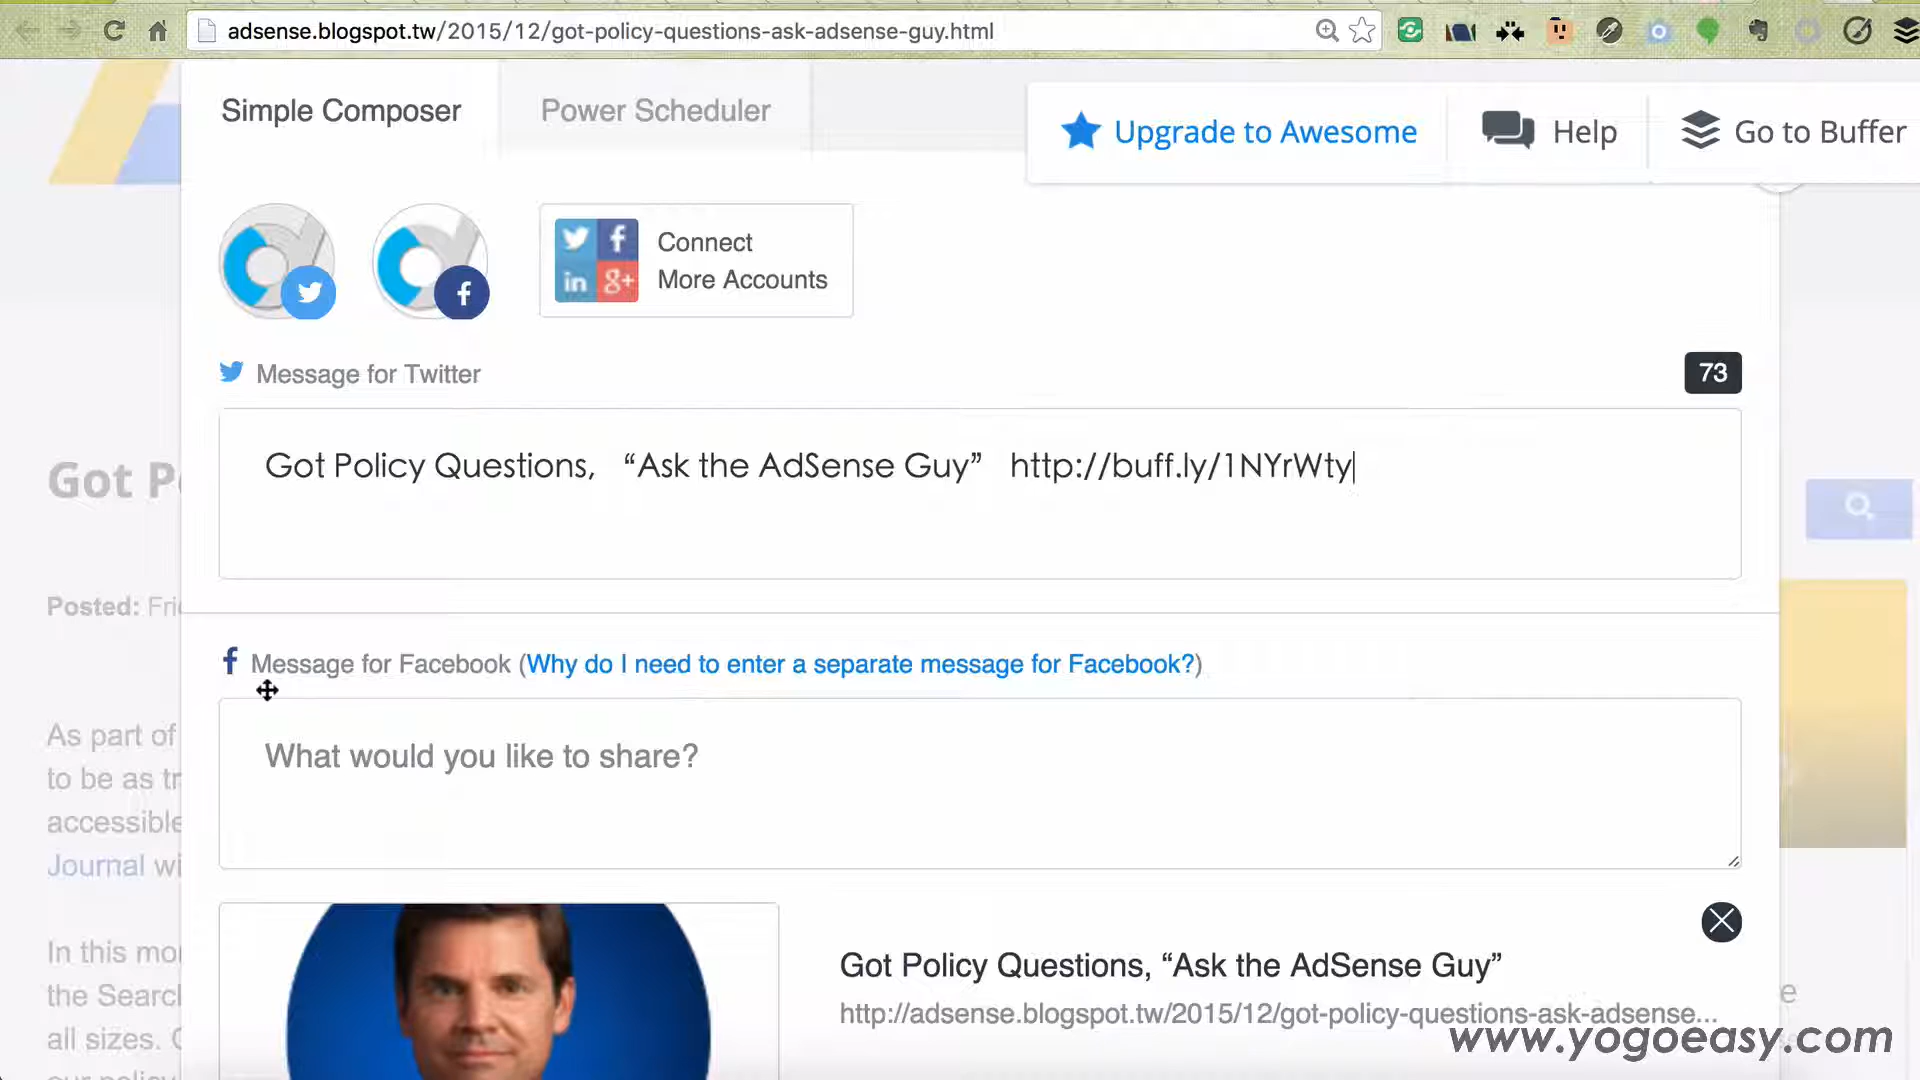 adsense.blogspot.tw/2015/12/got-policy-questions-ask-adsense-guy.html
Simple Composer
Power Scheduler
Upgrade to Awesome
Help
Go to Buffer
Connect
More Accounts
in
g+
Message for Twitter
73
Got Policy Questions, “Ask the AdSense Guy” http://buff.ly/1NYrWty
Got
Posted:
Message for Facebook (Why do I need to enter a separate message for Facebook?)
What would you like to share?
As part of
to be as
accessible
Journal
In this
the
all sizes.
Got Policy Questions, “Ask the AdSense Guy”
http://adsense.blogspot.tw/2015/12/got-policy-questions-ask-adsense...
www.yogoeasy.com